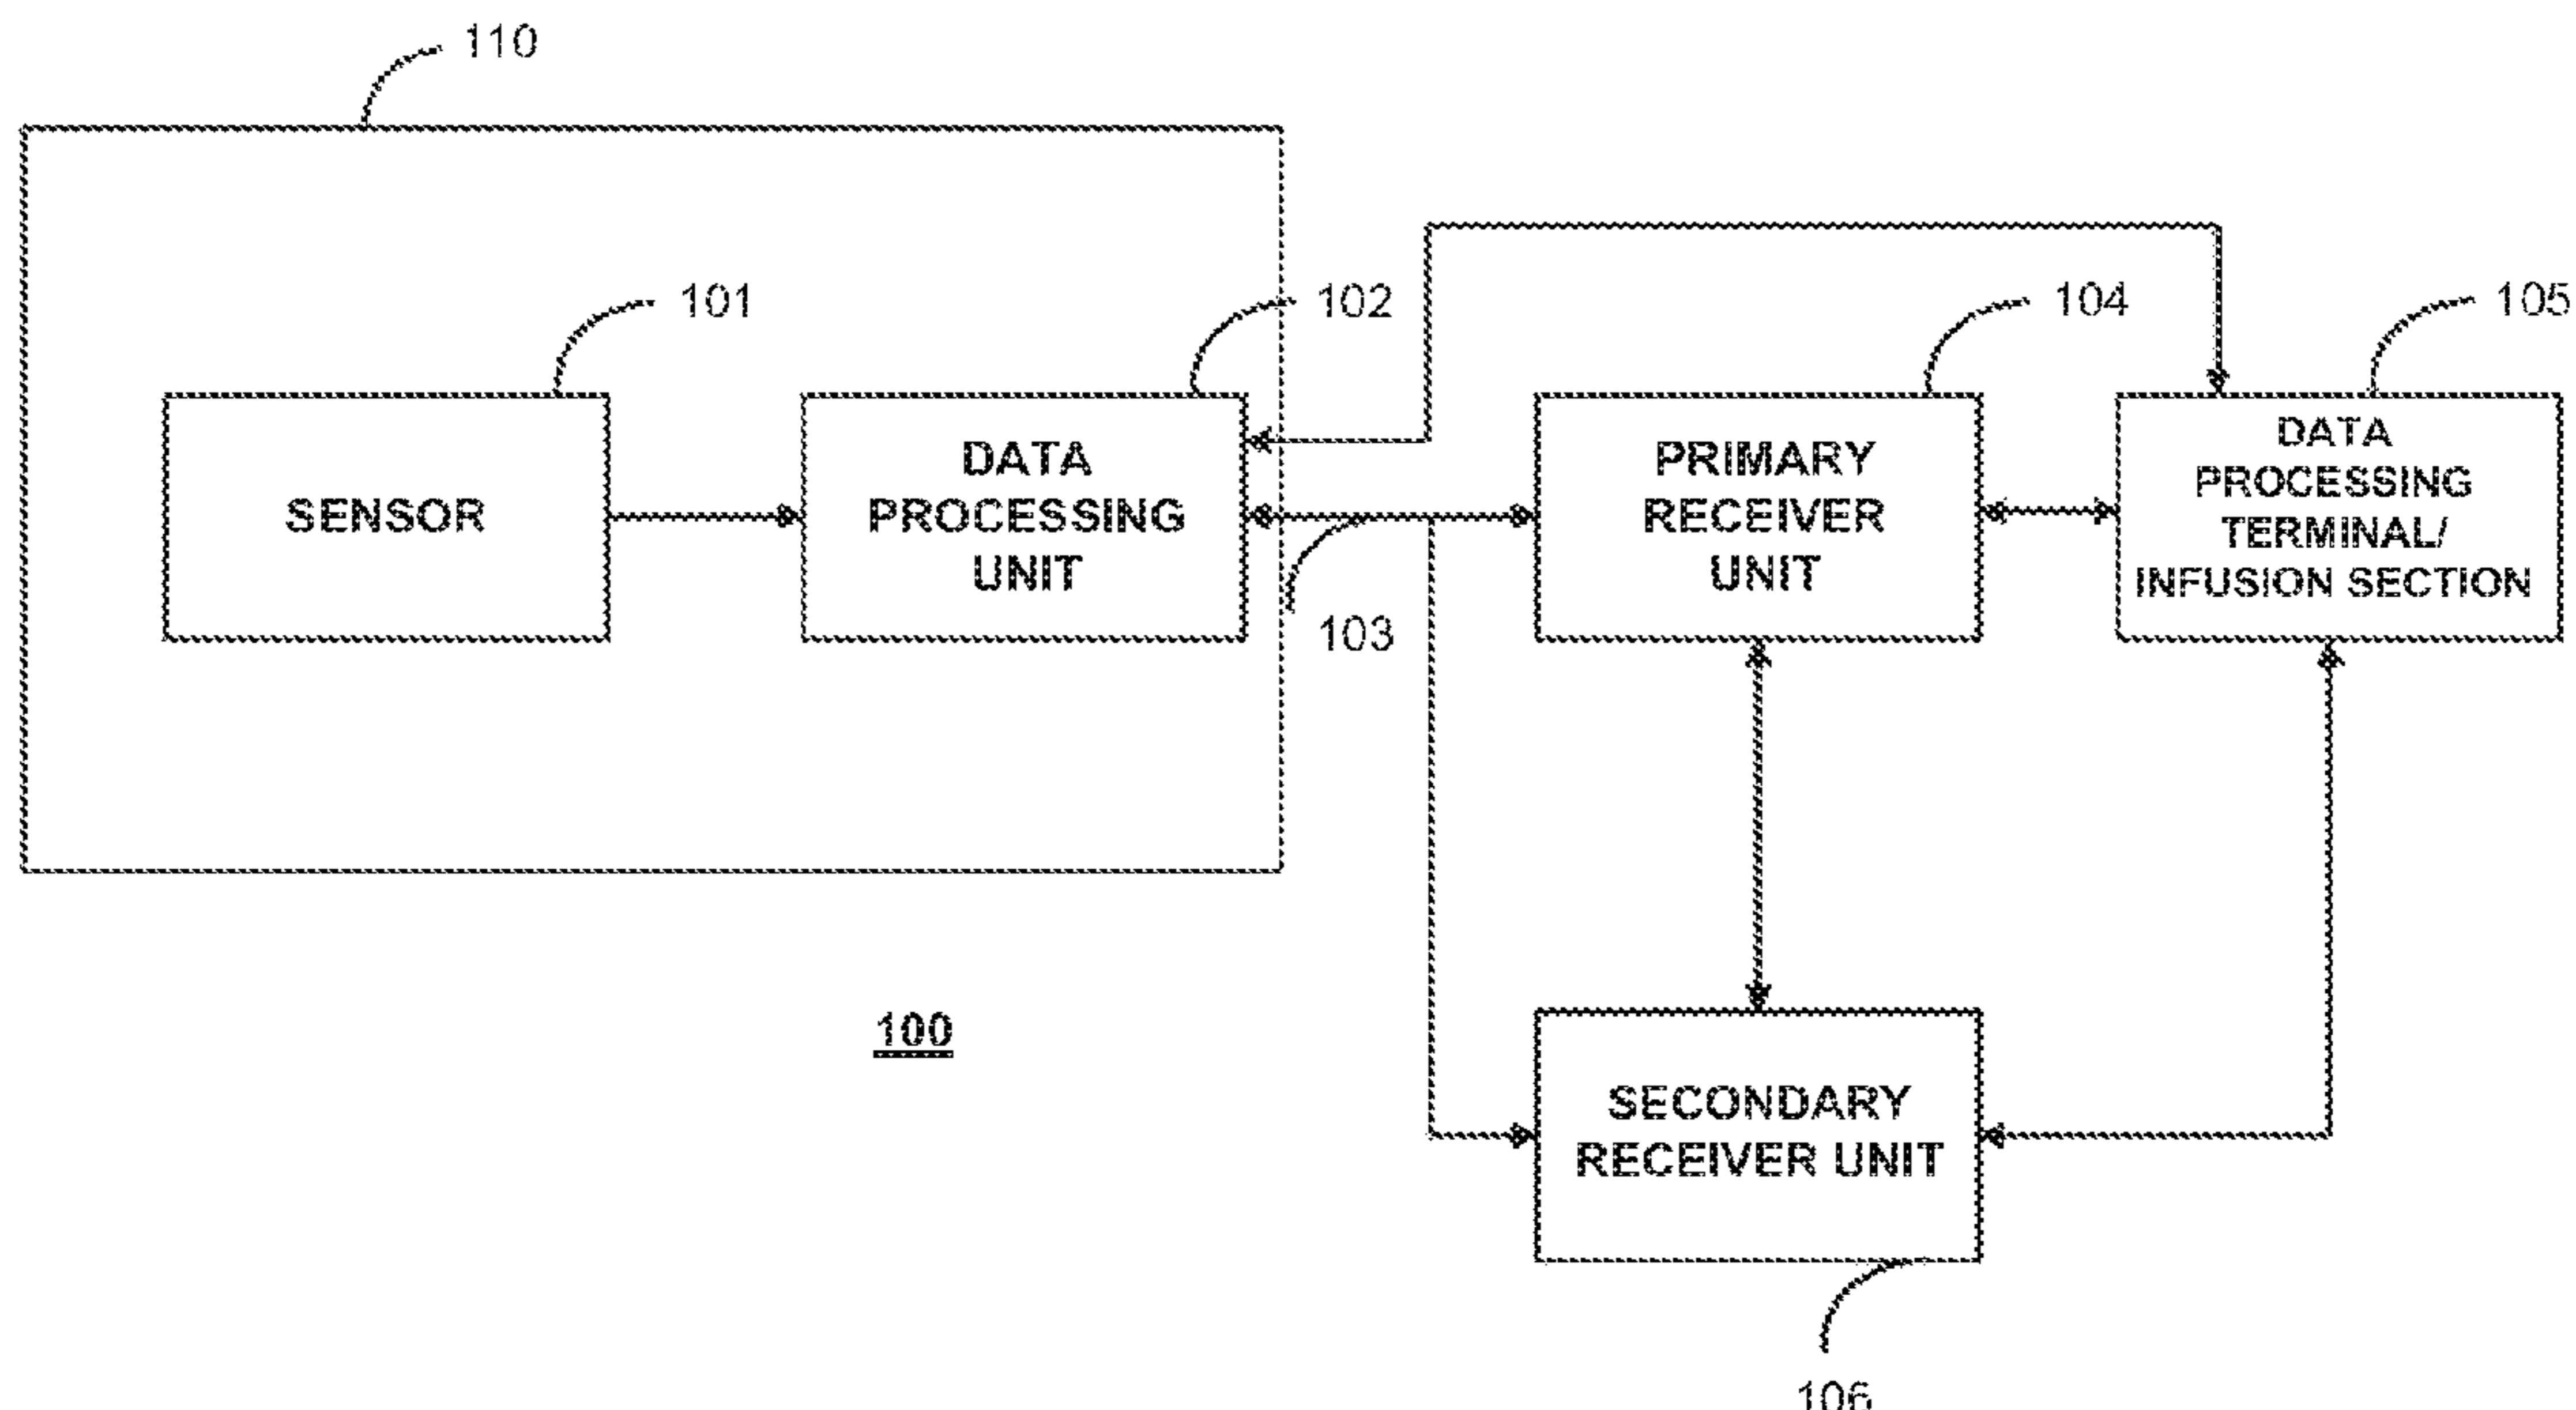 110
101
102
104
105
SENSOR
DATA
PROCESSING
UNIT
PRIMARY
RECEIVER
UNIT
DATA
PROCESSING
TERMINAL/
INFUSION SECTION
103
100
SECONDARY
RECEIVER UNIT
106